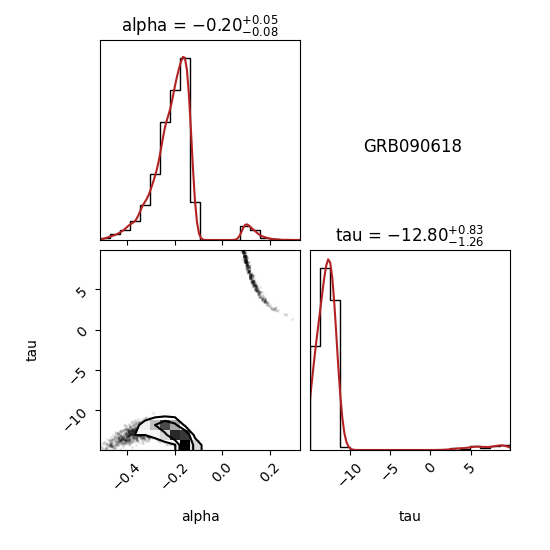 alpha = −0.20^{+0.05}_{−0.08}
GRB090618
tau = −12.80^{+0.83}_{−1.26}
tau
5
0
−5
−10
−0.4 −0.2 0.0 0.2
−10 −5 0 5
alpha tau